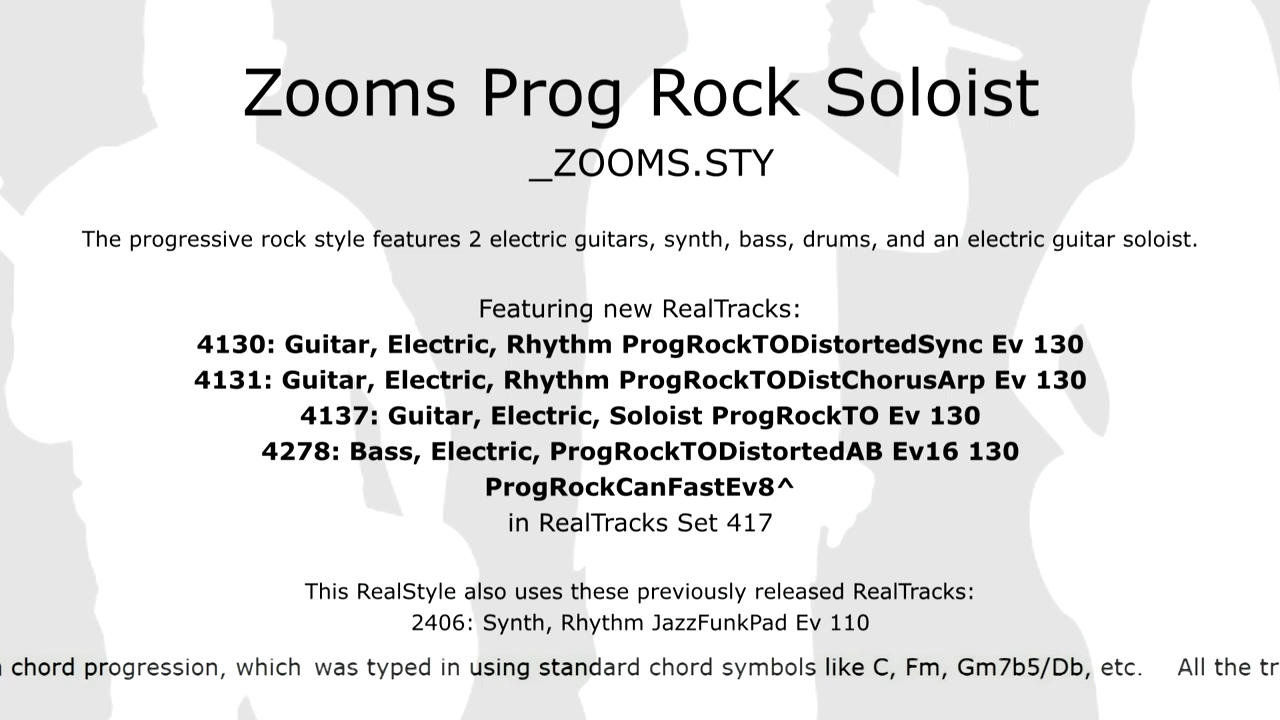 Zooms Prog Rock Soloist
_ZOOMS.STY
The progressive rock style features 2 electric guitars, synth, bass, drums, and an electric guitar soloist.
Featuring new RealTracks:
4130: Guitar, Electric, Rhythm ProgRockTODistortedSync Ev 130
4131: Guitar, Electric, Rhythm ProgRockTODistChorusArp Ev 130
4137: Guitar, Electric, Soloist ProgRockTO Ev 130
4278: Bass, Electric, ProgRockTODistortedAB Ev16 130
ProgRockCanFastEv8^
in RealTracks Set 417
This RealStyle also uses these previously released RealTracks:
2406: Synth, Rhythm JazzFunkPad Ev 110
chord progression, which was typed in using standard chord symbols like C, Fm, Gm7b5/Db, etc. All the